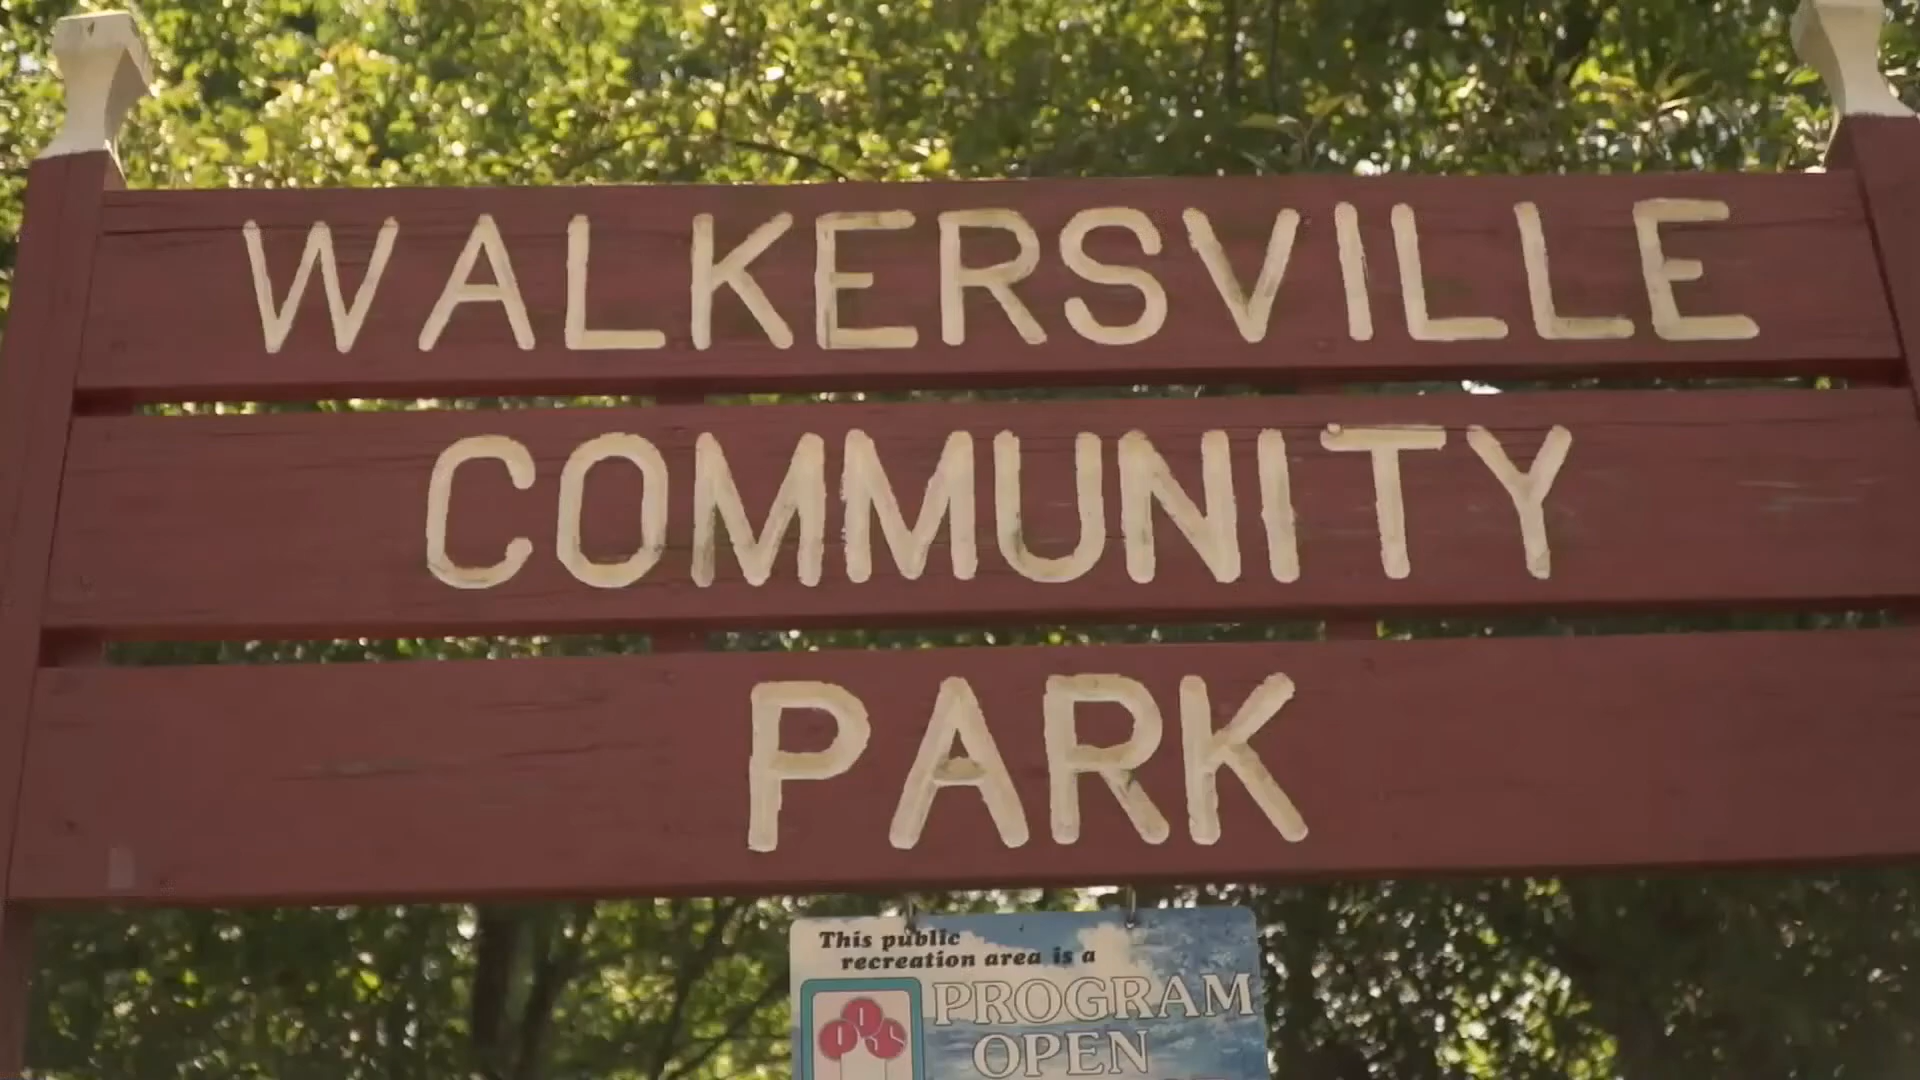 WALKERSVILLE
COMMUNITY
PARK
This public
recreation area is a
PROGRAM
OPEN